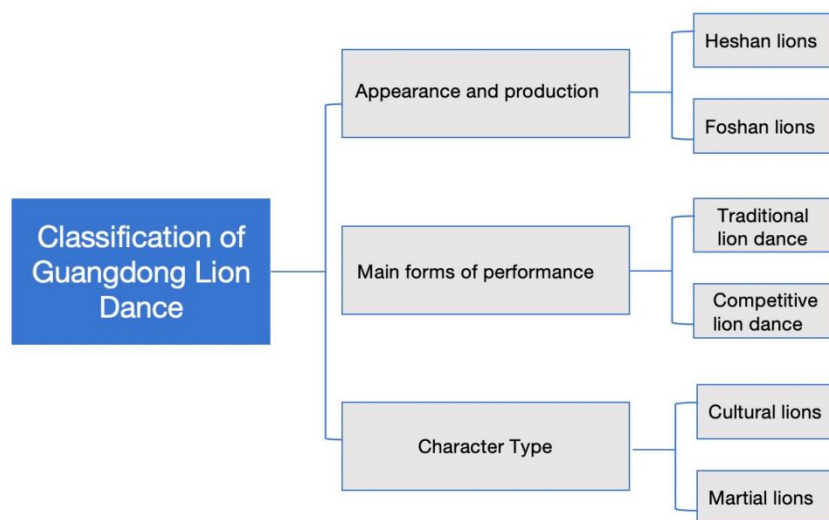 Classification of
Guangdong Lion
Dance
Appearance and production
Heshan lions
Foshan lions
Main forms of performance
Traditional
lion dance
Competitive
lion dance
Character Type
Cultural lions
Martial lions